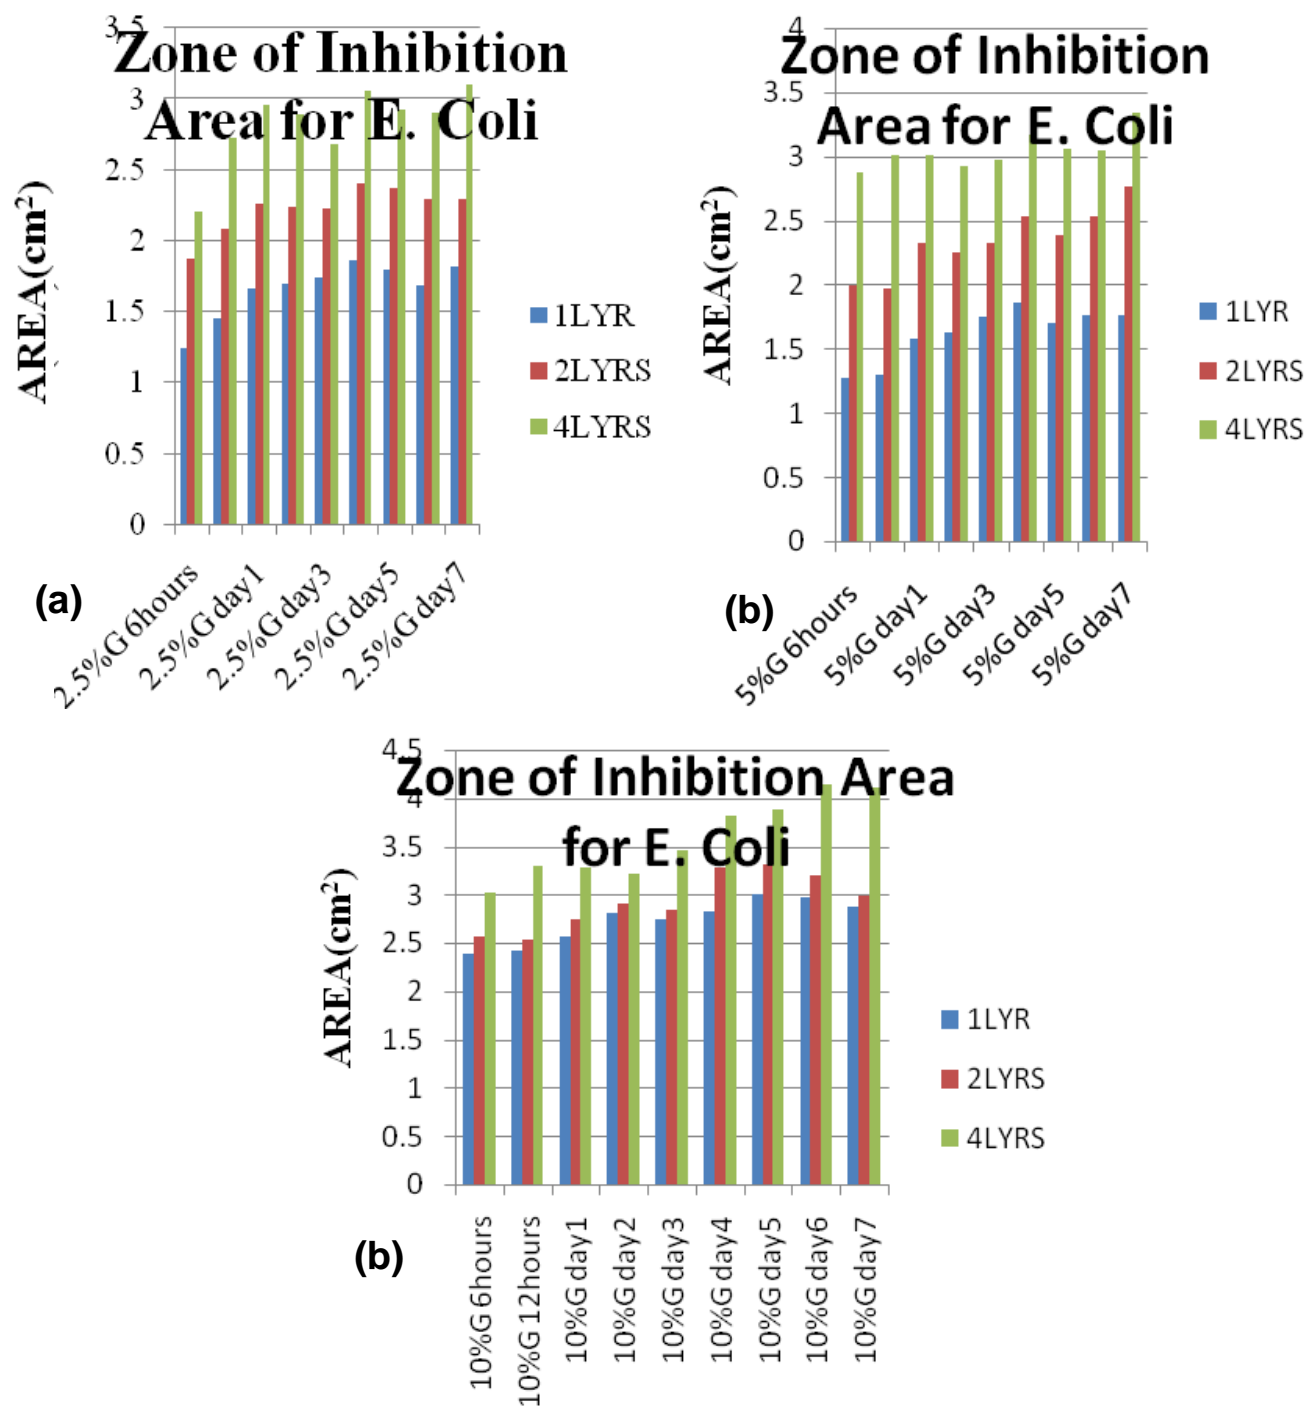 3.5
Zone of Inhibition
3
Area for E. Coli
2.5
2
1.5
1
0.5
0
AREA(cm²)
1LYR
2LYRS
4LYRS
2.5%G 6hours
2.5%G day1
2.5%G day3
2.5%G day5
2.5%G day7
(a)
4
Zone of Inhibition
3.5
Area for E. Coli
3
2.5
2
1.5
1
0.5
0
AREA(cm²)
1LYR
2LYRS
4LYRS
5%G 6hours
5%G day1
5%G day3
5%G day5
5%G day7
(b)
4.5
Zone of Inhibition Area
4
for E. Coli
3.5
3
2.5
2
1.5
1
0.5
0
AREA(cm²)
1LYR
2LYRS
4LYRS
10%G 6hours
10%G 12hours
10%G day1
10%G day2
10%G day3
10%G day4
10%G day5
10%G day6
10%G day7
(b)